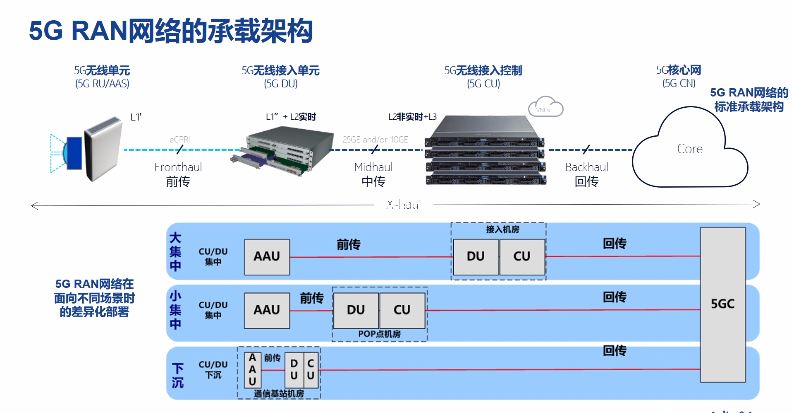 5G RAN网络的承载架构
5G无线单元
(5G RU/AAS)
5G无线接入单元
(5G DU)
5G无线接入控制
(5G CU)
5G核心网
(5G CN)
5G RAN网络的
标准承载架构
L1'
L1" + L2实时
L2非实时+L3
eCPRI
25GE and/or 10GE
Core
Fronthaul
前传
Midhaul
中传
Backhaul
回传
X-haul
5G RAN网络在
面向不同场景时
的差异化部署
大集中
CU/DU
集中
AAU
前传
接入机房
DU
CU
回传
小集中
CU/DU
集中
AAU
前传
DU
CU
POP点机房
回传
5GC
下沉
CU/DU
下沉
AAU
前传
DU
CU
通信基站机房
回传